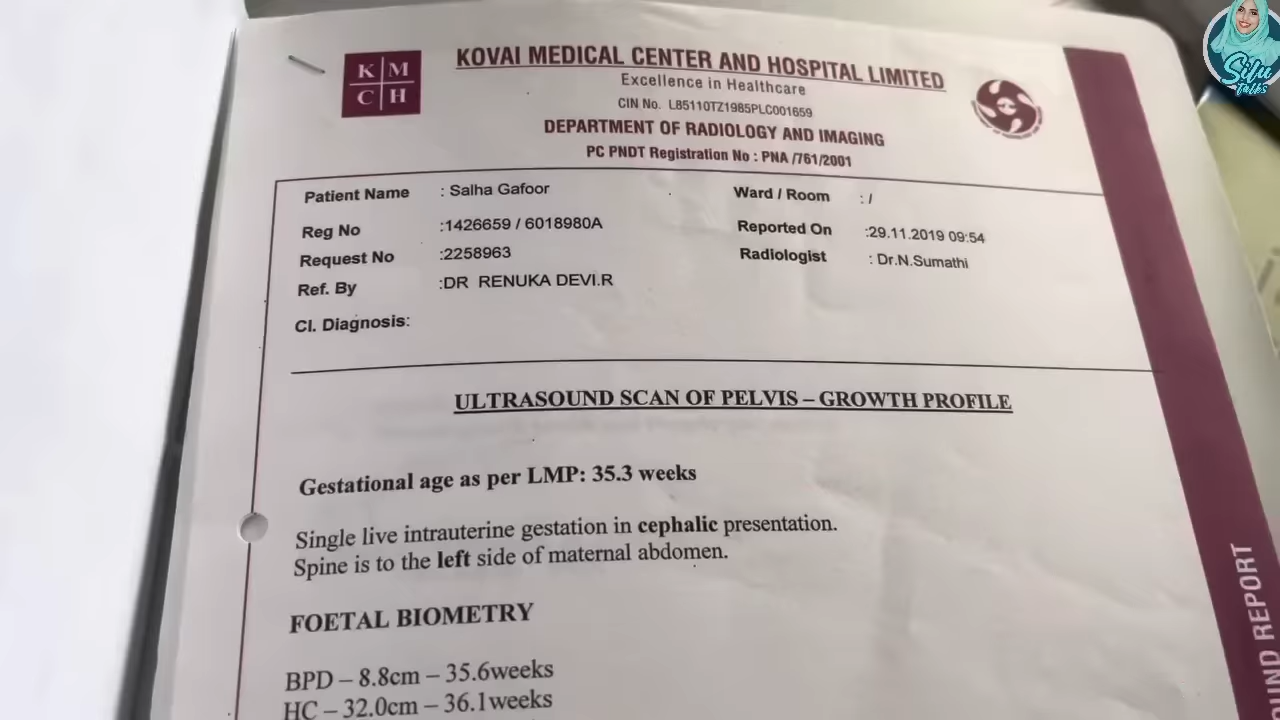 K M
C H
KOVAI MEDICAL CENTER AND HOSPITAL LIMITED
Excellence in Healthcare
CIN No. L85110TZ1985PLC001659
DEPARTMENT OF RADIOLOGY AND IMAGING
PC PNDT Registration No : PNA /761/2001
Silu
talks
Patient Name : Salha Gafoor
Ward / Room : /
Reg No :1426659 / 6018980A
Reported On :29.11.2019 09:54
Request No :2258963
Radiologist : Dr.N.Sumathi
Ref. By :DR RENUKA DEVI.R
Cl. Diagnosis:
ULTRASOUND SCAN OF PELVIS – GROWTH PROFILE
Gestational age as per LMP: 35.3 weeks
Single live intrauterine gestation in cephalic presentation.
Spine is to the left side of maternal abdomen.
FOETAL BIOMETRY
BPD – 8.8cm – 35.6weeks
HC – 32.0cm – 36.1weeks
UND REPORT